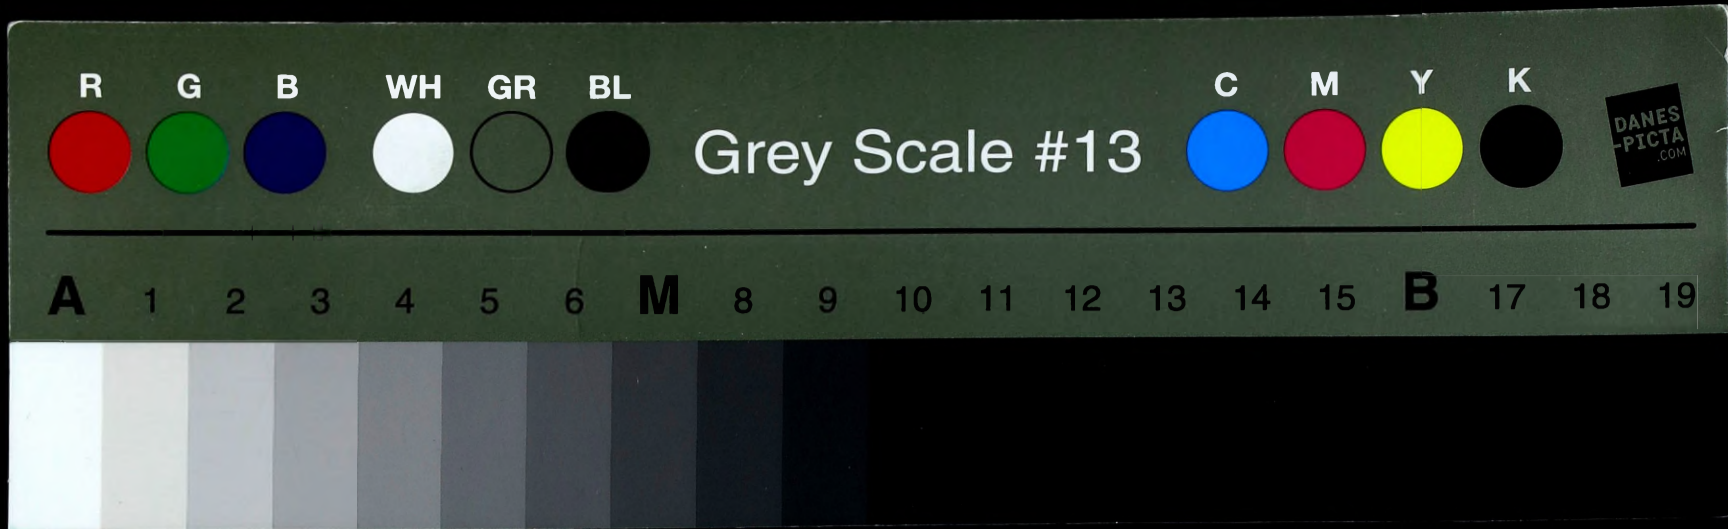 R G B WH GR BL C M Y K
Grey Scale #13
DANES
-PICTA
.COM
A 1 2 3 4 5 6 M 8 9 10 11 12 13 14 15 B 17 18 19